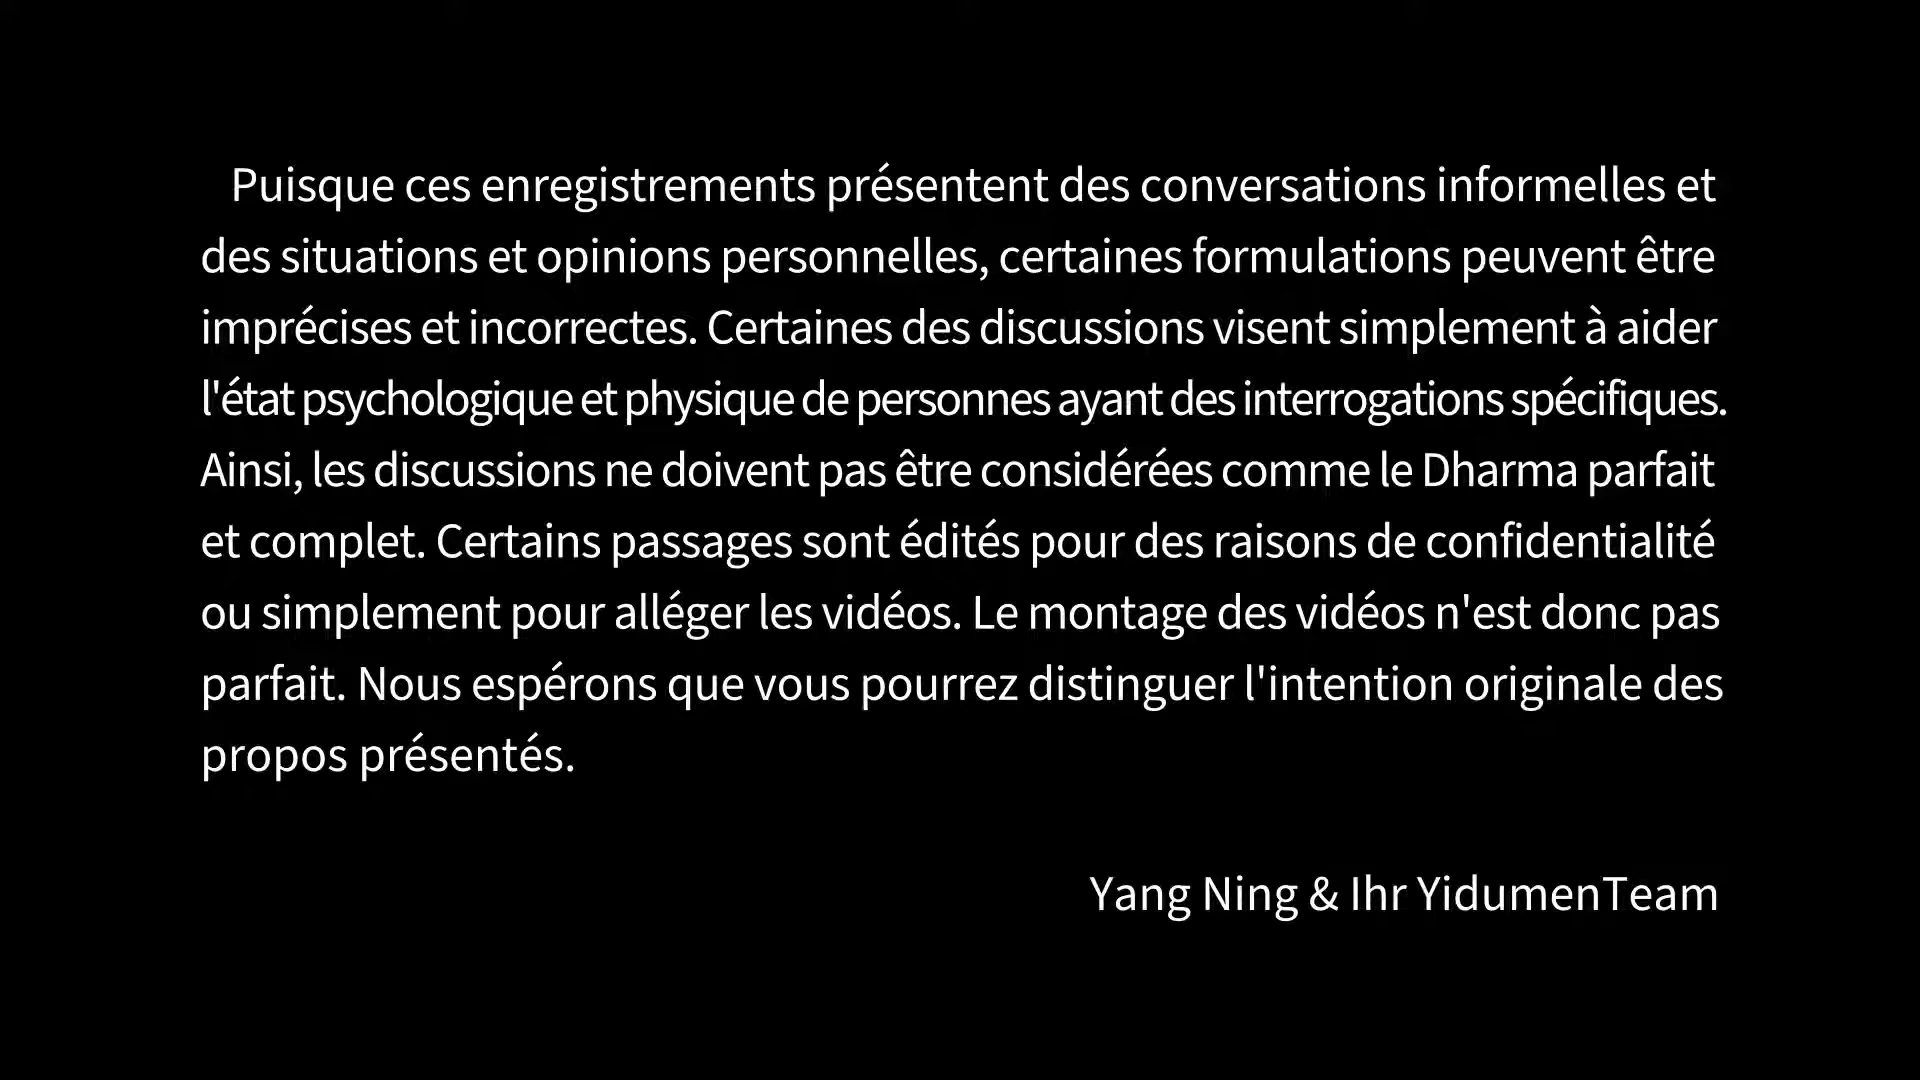 Puisque ces enregistrements présentent des conversations informelles et
des situations et opinions personnelles, certaines formulations peuvent être
imprécises et incorrectes. Certaines des discussions visent simplement à aider
l'état psychologique et physique de personnes ayant des interrogations spécifiques.
Ainsi, les discussions ne doivent pas être considérées comme le Dharma parfait
et complet. Certains passages sont édités pour des raisons de confidentialité
ou simplement pour alléger les vidéos. Le montage des vidéos n'est donc pas
parfait. Nous espérons que vous pourrez distinguer l'intention originale des
propos présentés.
Yang Ning & Ihr YidumenTeam